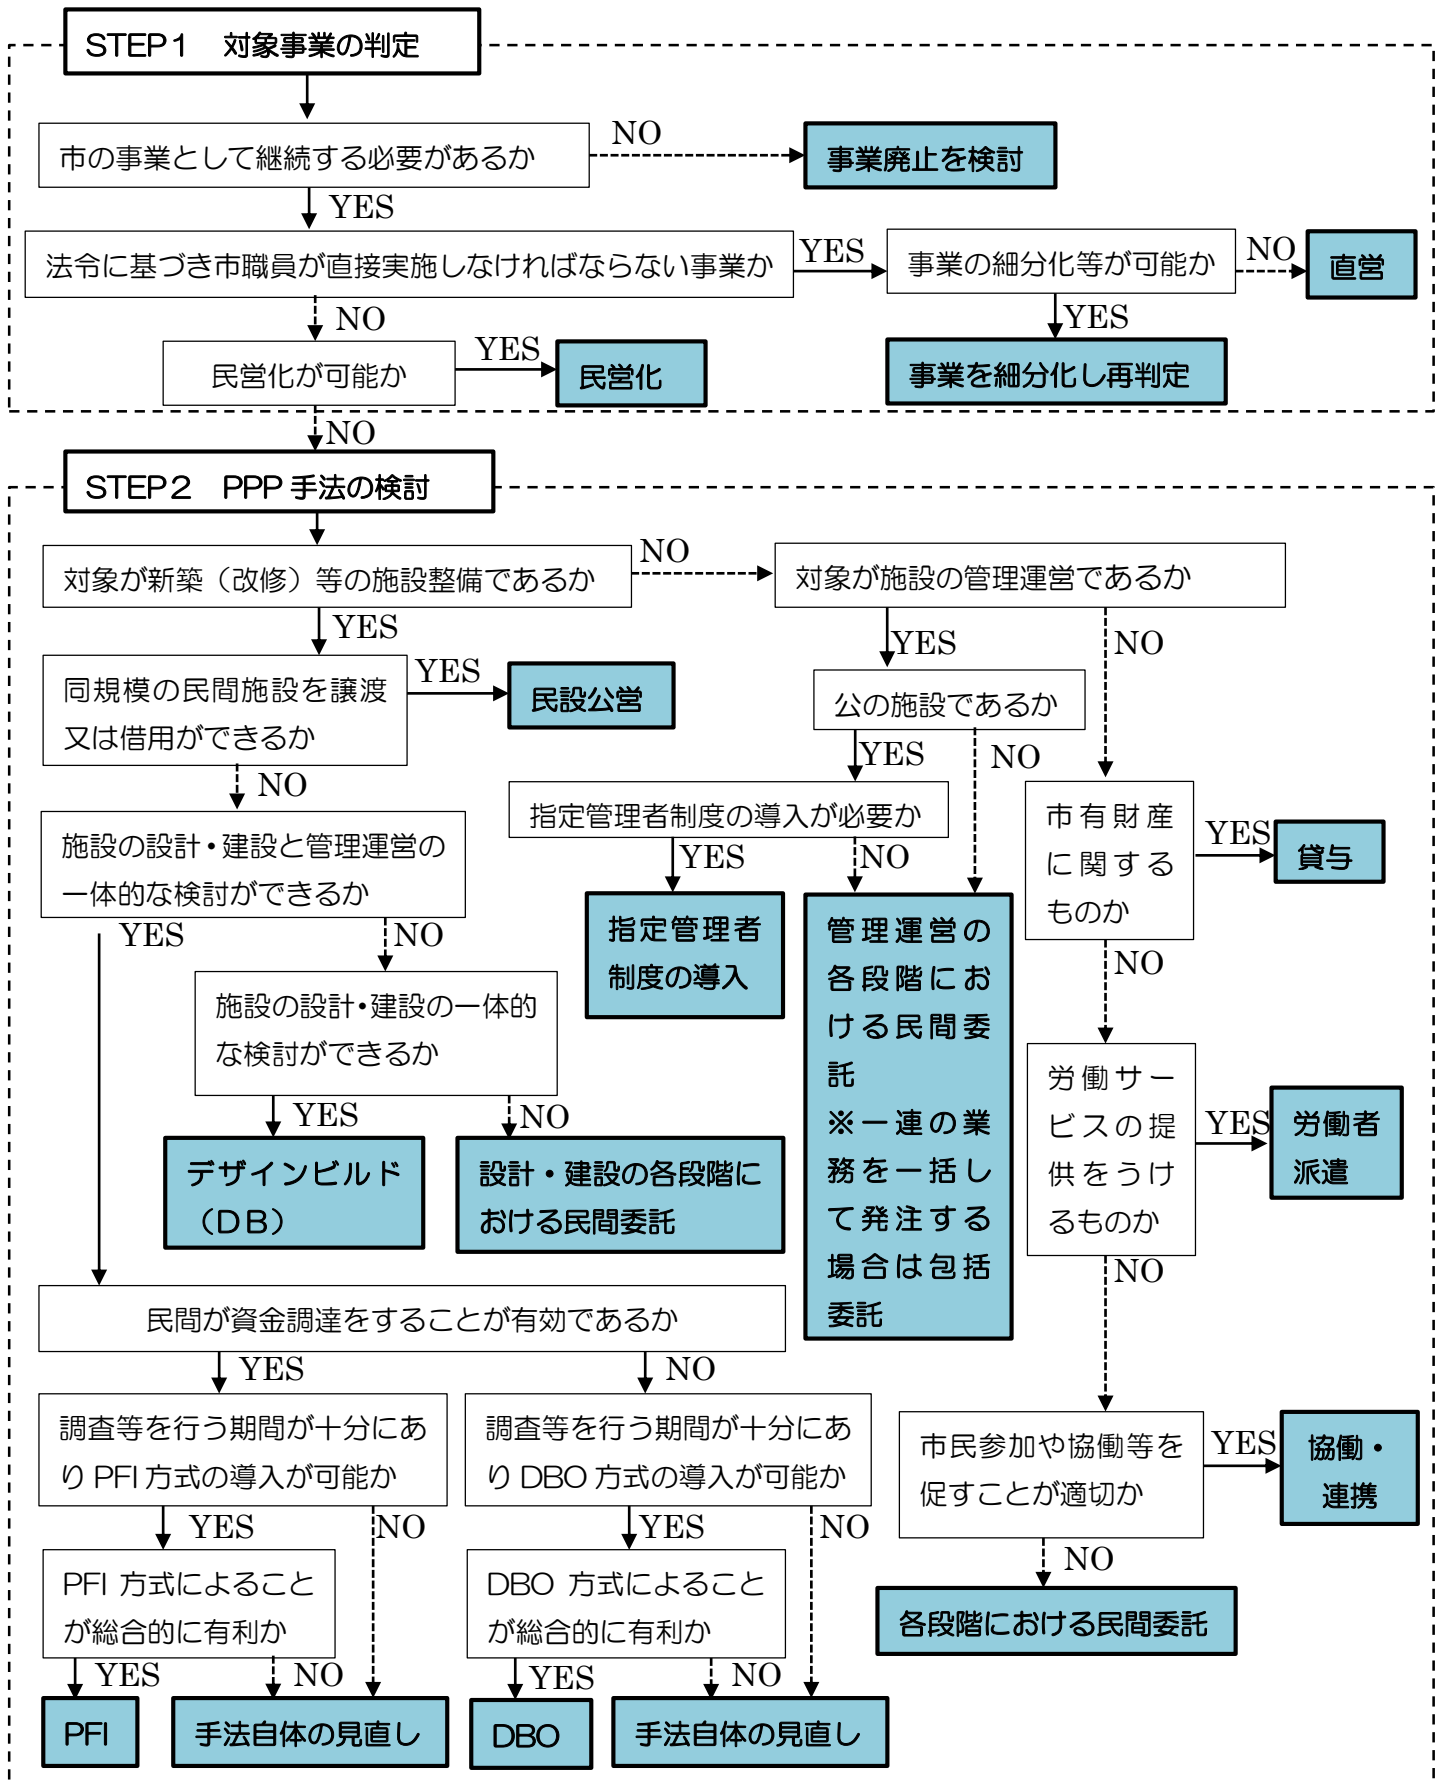 STEP1 対象事業の判定
市の事業として継続する必要があるか
NO
事業廃止を検討
YES
法令に基づき市職員が直接実施しなければならない事業か
YES
事業の細分化等が可能か
NO
直営
NO
YES
民営化が可能か
YES
民営化
事業を細分化し再判定
NO
STEP2 PPP手法の検討
対象が新築（改修）等の施設整備であるか
NO
対象が施設の管理運営であるか
YES
YES
NO
同規模の民間施設を譲渡
又は借用ができるか
YES
民設公営
公の施設であるか
NO
YES
NO
施設の設計・建設と管理運営の
一体的な検討ができるか
指定管理者制度の導入が必要か
市有財産
に関する
ものか
YES
貸与
YES
NO
YES
NO
指定管理者
制度の導入
管理運営の
各段階にお
ける民間委
託
※一連の業
務を一括し
て発注する
場合は包括
委託
NO
施設の設計・建設の一体的
な検討ができるか
労働サー
ビスの提
供をうけ
るものか
YES
労働者
派遣
YES
NO
デザインビルド
（DB）
設計・建設の各段階に
おける民間委託
NO
民間が資金調達をすることが有効であるか
YES
NO
調査等を行う期間が十分にあ
りPFI方式の導入が可能か
調査等を行う期間が十分にあ
りDBO方式の導入が可能か
市民参加や協働等を
促すことが適切か
YES
協働・
連携
YES
NO
YES
NO
NO
PFI方式によること
が総合的に有利か
DBO方式によること
が総合的に有利か
各段階における民間委託
YES
NO
YES
NO
PFI
手法自体の見直し
DBO
手法自体の見直し